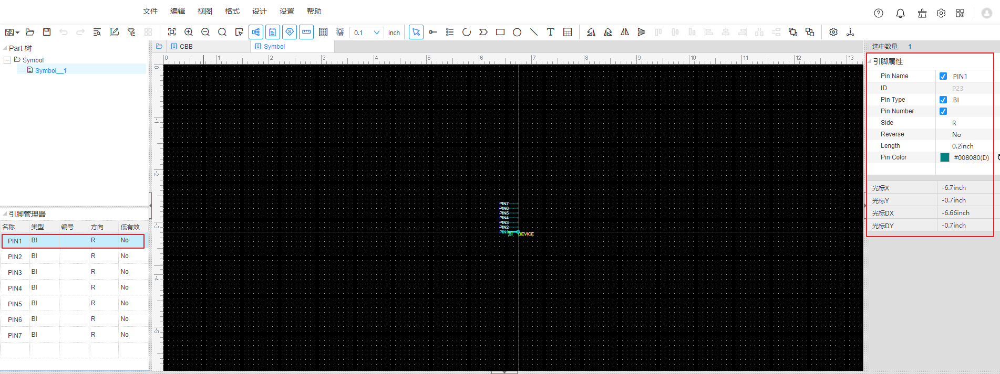 文件 编辑 视图 格式 设计 设置 帮助
0.1 inch
Part 树
Symbol
Symbol__1
CBB Symbol
0 1 2 3 4 5 6 7 8 9 10 11 12 13
0
-1
-2
-3
-4
-5
PIN7
PIN6
PIN5
PIN4
PIN3
PIN2
PIN1 BI DEVICE
引脚管理器
名称 类型 编号 方向 低有效
PIN1 BI R No
PIN2 BI R No
PIN3 BI R No
PIN4 BI R No
PIN5 BI R No
PIN6 BI R No
PIN7 BI R No
选中数量 1
引脚属性
Pin Name PIN1
ID P23
Pin Type BI
Pin Number
Side R
Reverse No
Length 0.2inch
Pin Color #008080(D)
光标X -6.7inch
光标Y -0.7inch
光标DX -6.66inch
光标DY -0.7inch